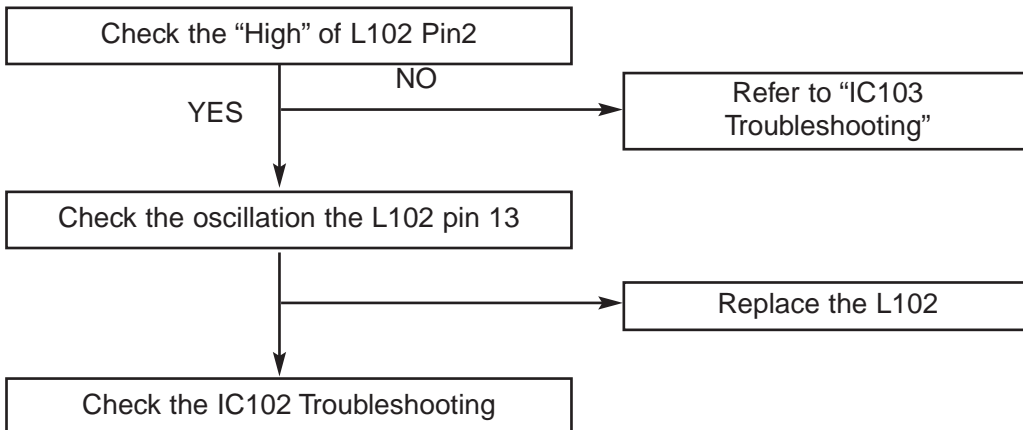 Check the “High” of L102 Pin2
NO
YES
Refer to “IC103
Troubleshooting”
Check the oscillation the L102 pin 13
Replace the L102
Check the IC102 Troubleshooting